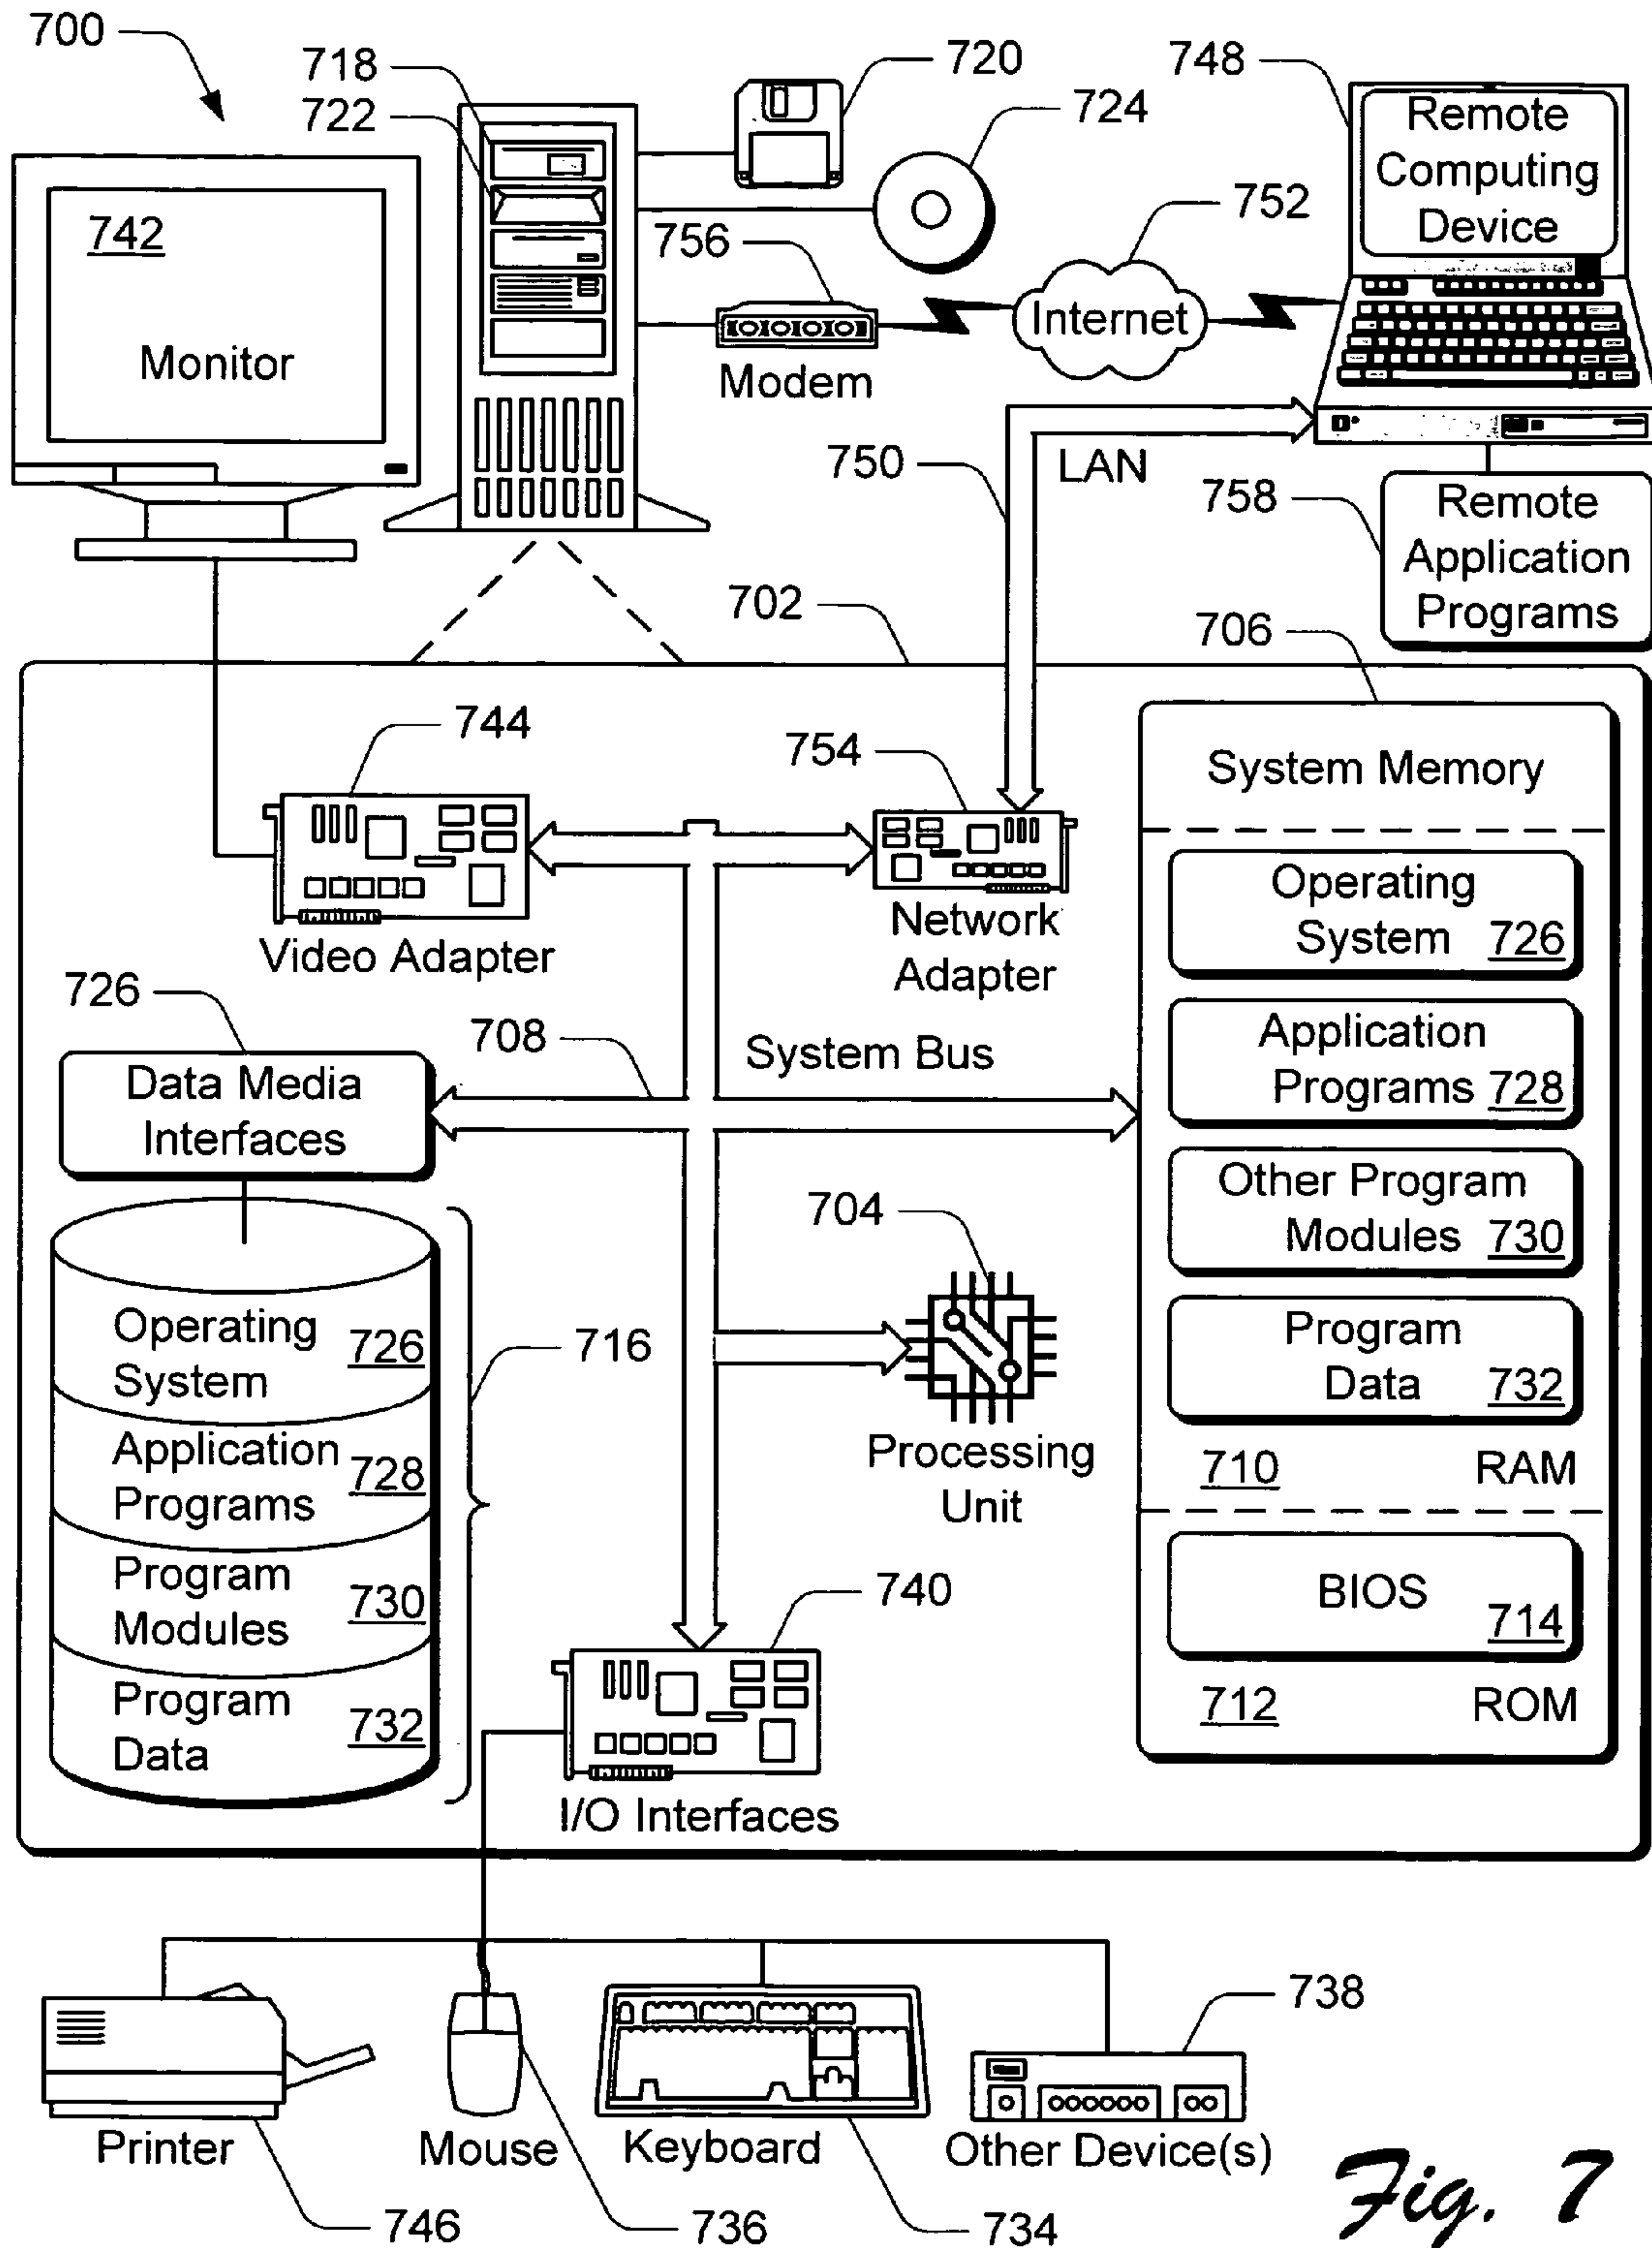 700
718
722
720
724
748
Remote
Computing
Device
742
Monitor
756
Modem
752
Internet
750
LAN
758
Remote
Application
Programs
702
706
744
Video Adapter
754
Network
Adapter
System Memory
Operating
System 726
Application
Programs 728
Other Program
Modules 730
Program
Data 732
710 RAM
BIOS
714
712 ROM
726
Data Media
Interfaces
708
System Bus
704
Processing
Unit
Operating
System 726
Application
Programs 728
Program
Modules 730
Program
Data 732
716
740
I/O Interfaces
738
Printer
Mouse
Keyboard
Other Device(s)
746
736
734
Fig. 7